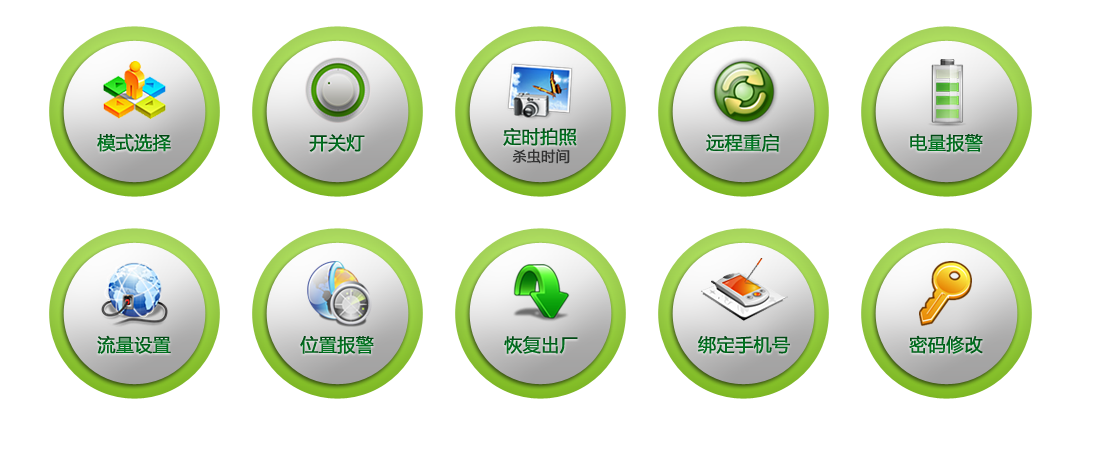 模式选择
开关灯
定时拍照
杀虫时间
远程重启
电量报警
流量设置
位置报警
恢复出厂
绑定手机号
密码修改